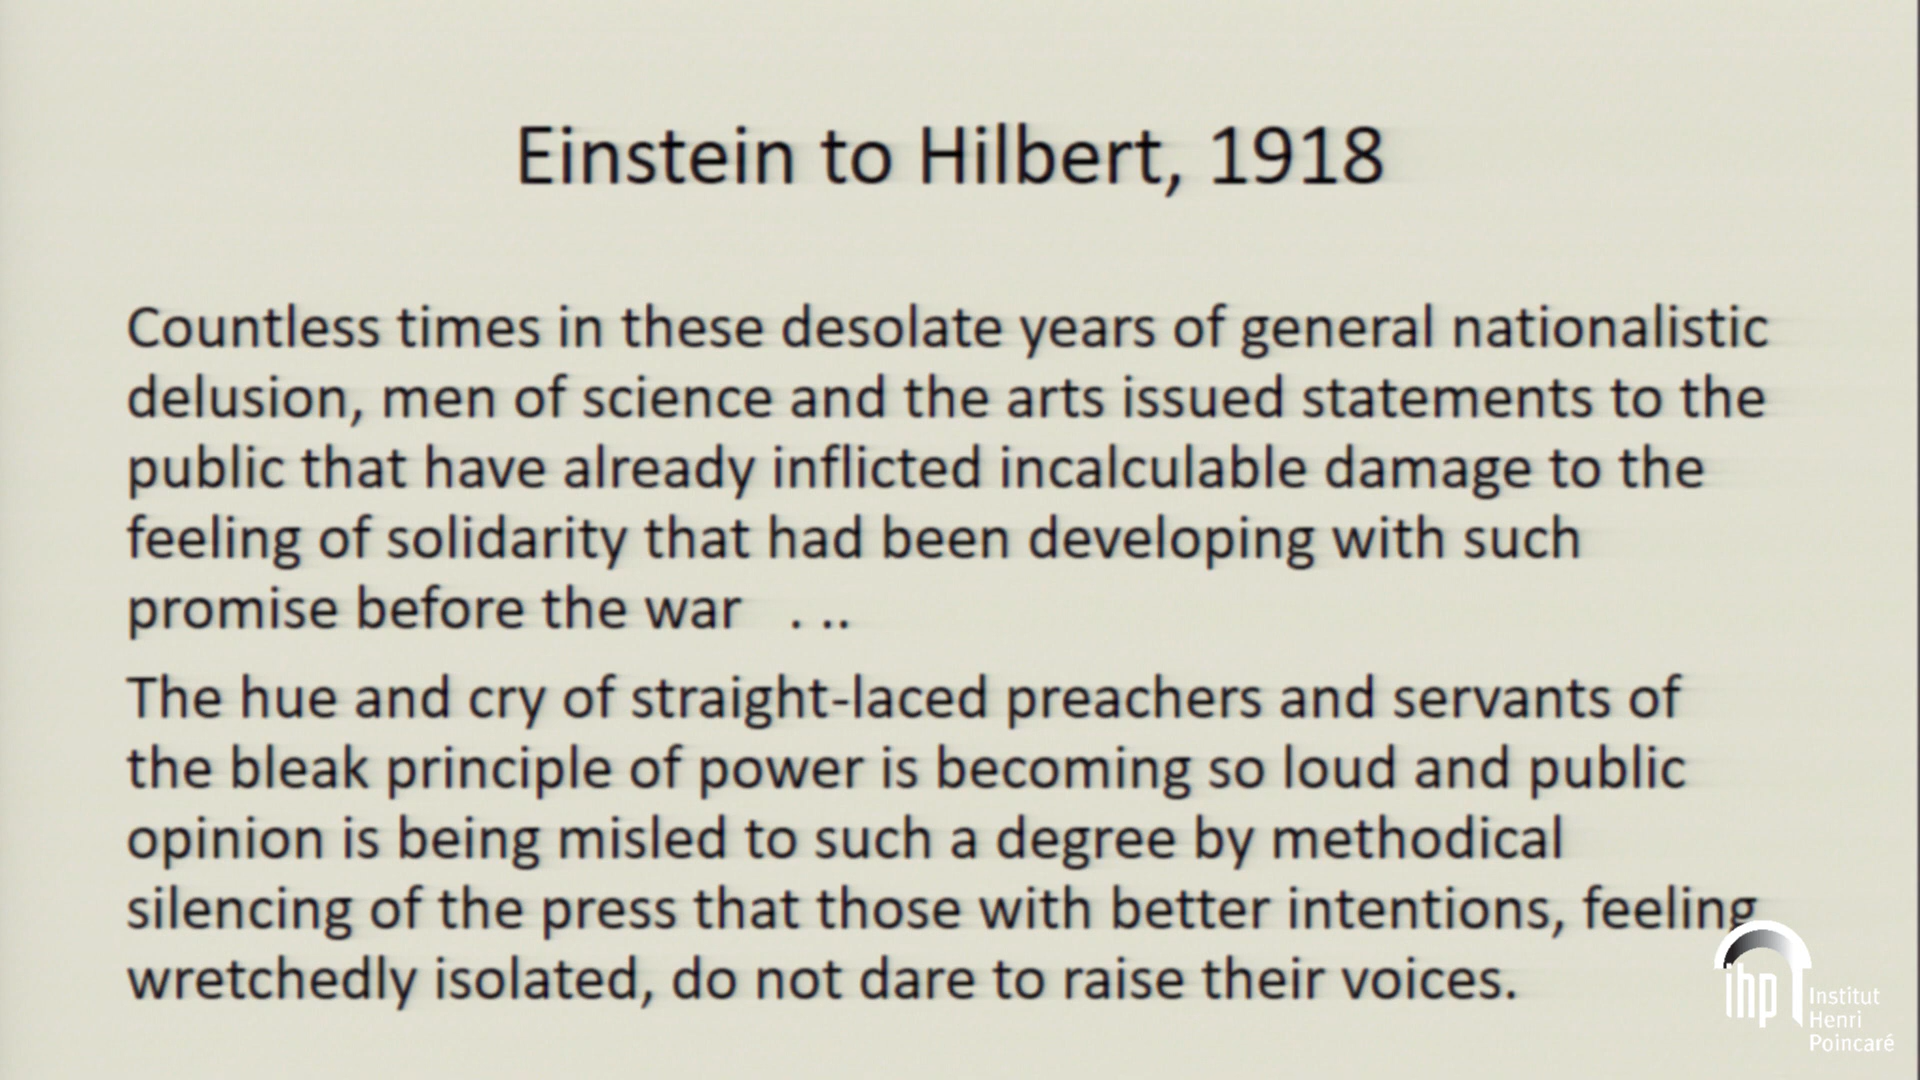 Einstein to Hilbert, 1918
Countless times in these desolate years of general nationalistic
delusion, men of science and the arts issued statements to the
public that have already inflicted incalculable damage to the
feeling of solidarity that had been developing with such
promise before the war . ..
The hue and cry of straight-laced preachers and servants of
the bleak principle of power is becoming so loud and public
opinion is being misled to such a degree by methodical
silencing of the press that those with better intentions, feeling
wretchedly isolated, do not dare to raise their voices.
ihp
Institut
Henri
Poincaré